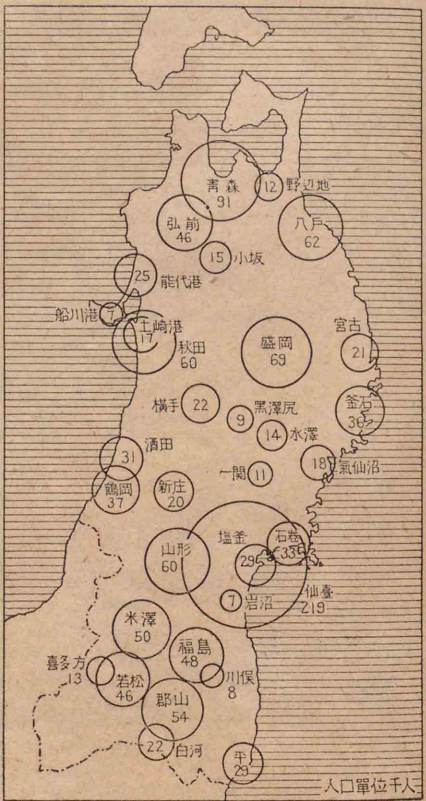 青森
91
12 野辺地
弘前
46
八戸
62
15 小坂
25
能代港
船川港 7
土崎港
17
秋田
60
盛岡
69
宮古
21
釜石
36
横手 22
黒澤尻
9
14
水澤
18 氣仙沼
酒田
31
鶴岡
37
新庄
20
一関 11
山形
60
塩釜
29
石巻
33
仙臺
219
7 岩沼
米澤
50
福島
48
喜多方
13
若松
46
川俣
8
郡山
54
22 白河
平
29
人口單位千人